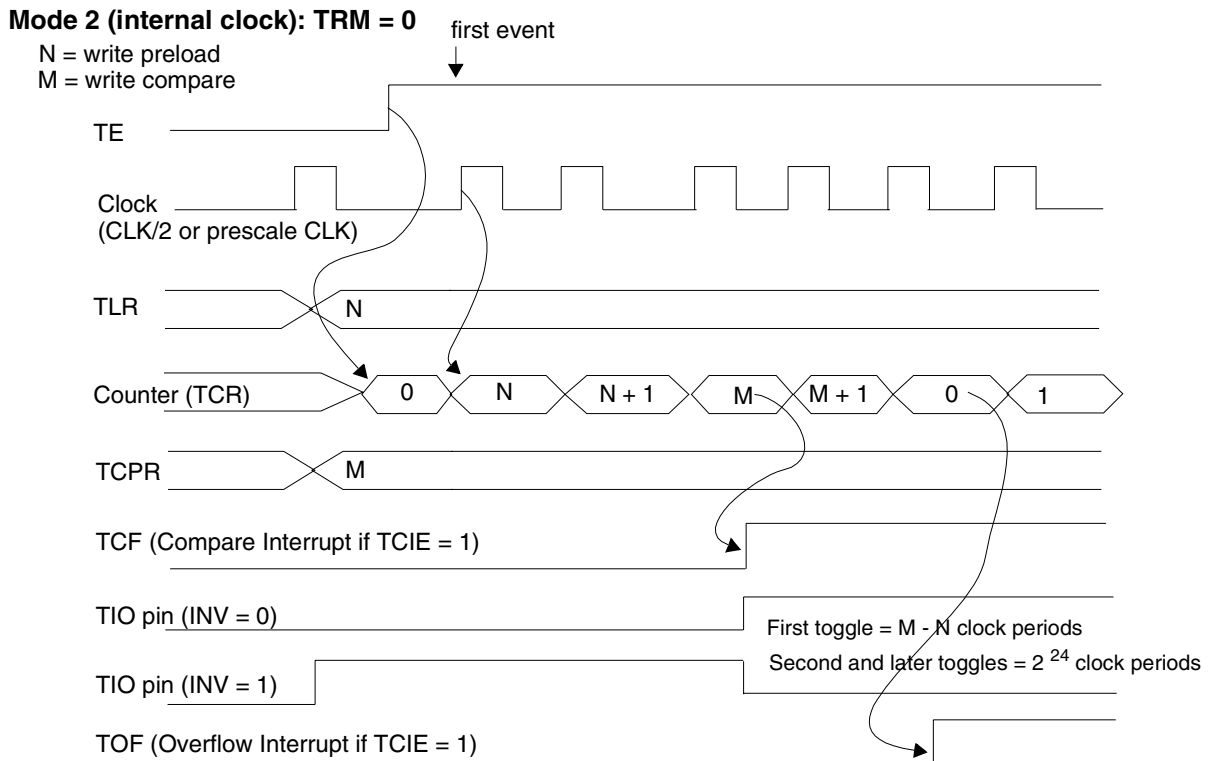 Mode 2 (internal clock): TRM = 0
first event
N = write preload
M = write compare
TE
Clock
(CLK/2 or prescale CLK)
TLR
N
Counter (TCR)
0
N
N + 1
M
M + 1
0
1
TCPR
M
TCF (Compare Interrupt if TCIE = 1)
TIO pin (INV = 0)
First toggle = M - N clock periods
Second and later toggles = 2 24 clock periods
TIO pin (INV = 1)
TOF (Overflow Interrupt if TCIE = 1)